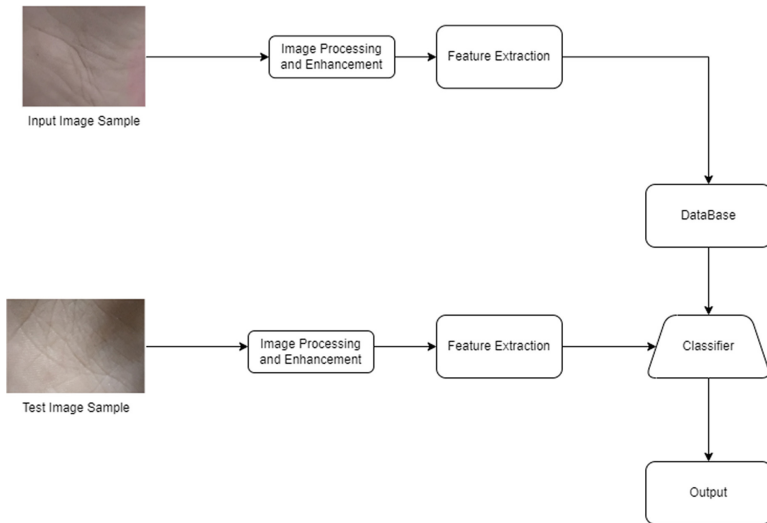 Image Processing
and Enhancement
Feature Extraction
Input Image Sample
DataBase
Image Processing
and Enhancement
Feature Extraction
Classifier
Test Image Sample
Output